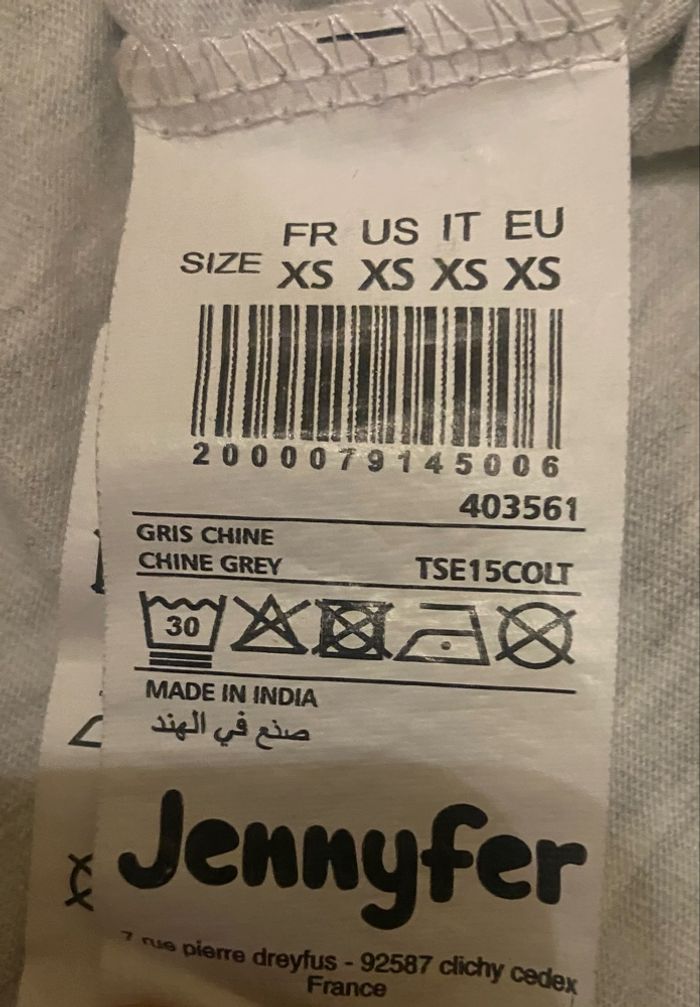 FR US IT EU
SIZE XS XS XS XS
2000079145006
403561
GRIS CHINE
CHINE GREY TSE15COLT
30
MADE IN INDIA
صنع في الهند
Jennyfer
7 rue pierre dreyfus - 92587 clichy cedex
France